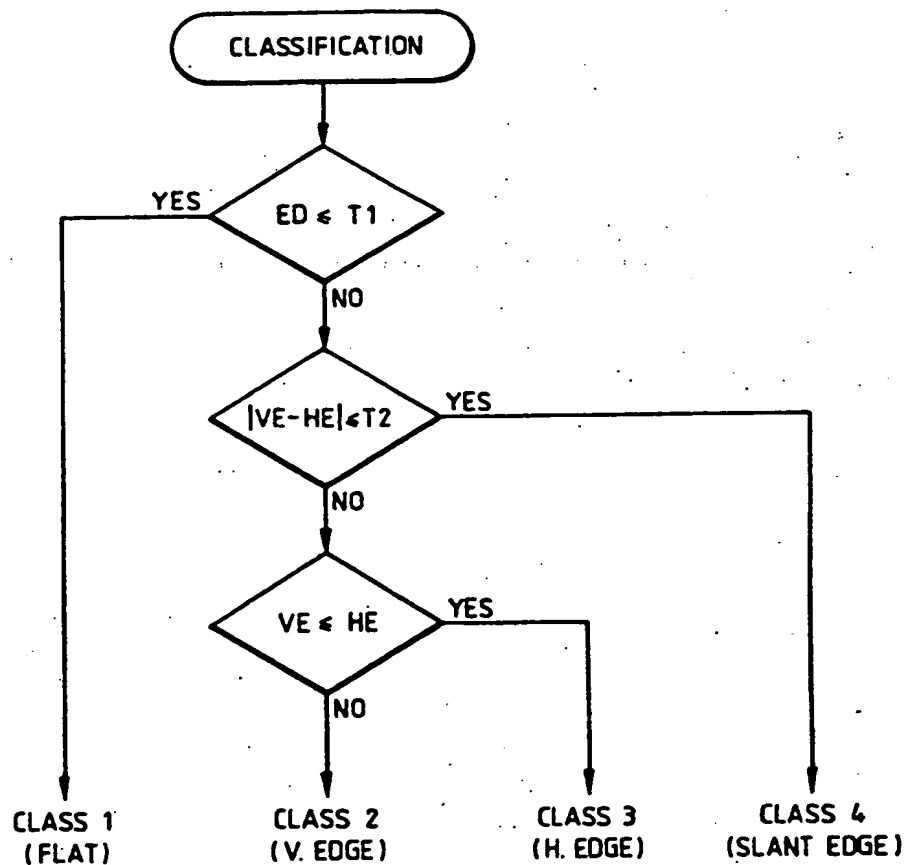 CLASSIFICATION
YES
ED ≤ T1
NO
|VE-HE|≤T2
YES
NO
VE ≤ HE
YES
NO
CLASS 1
(FLAT)
CLASS 2
(V. EDGE)
CLASS 3
(H. EDGE)
CLASS 4
(SLANT EDGE)